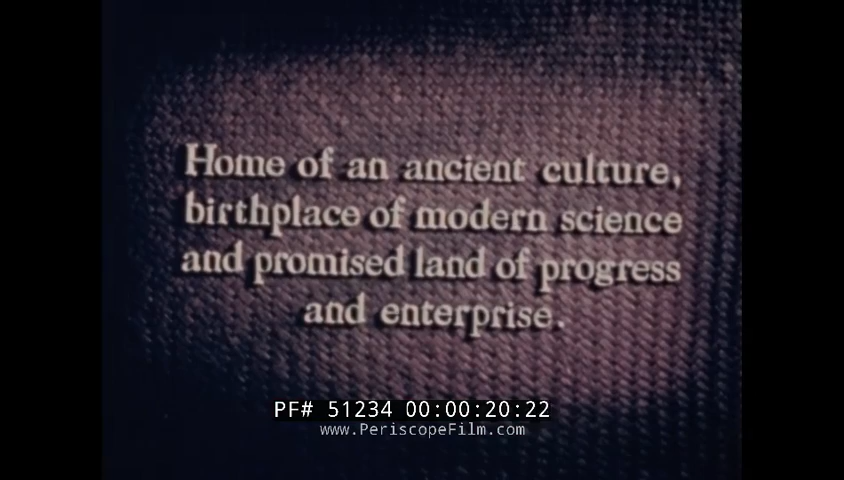 Home of an ancient culture,
birthplace of modern science
and promised land of progress
and enterprise.
PF# 51234 00:00:20:22
www.PeriscopeFilm.com